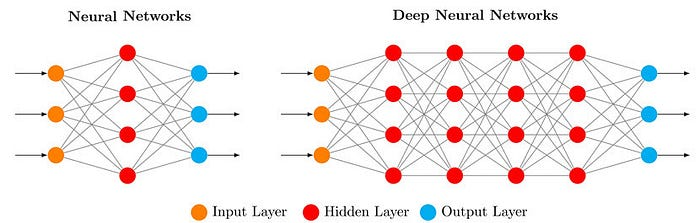 Neural Networks
Deep Neural Networks
Input Layer
Hidden Layer
Output Layer